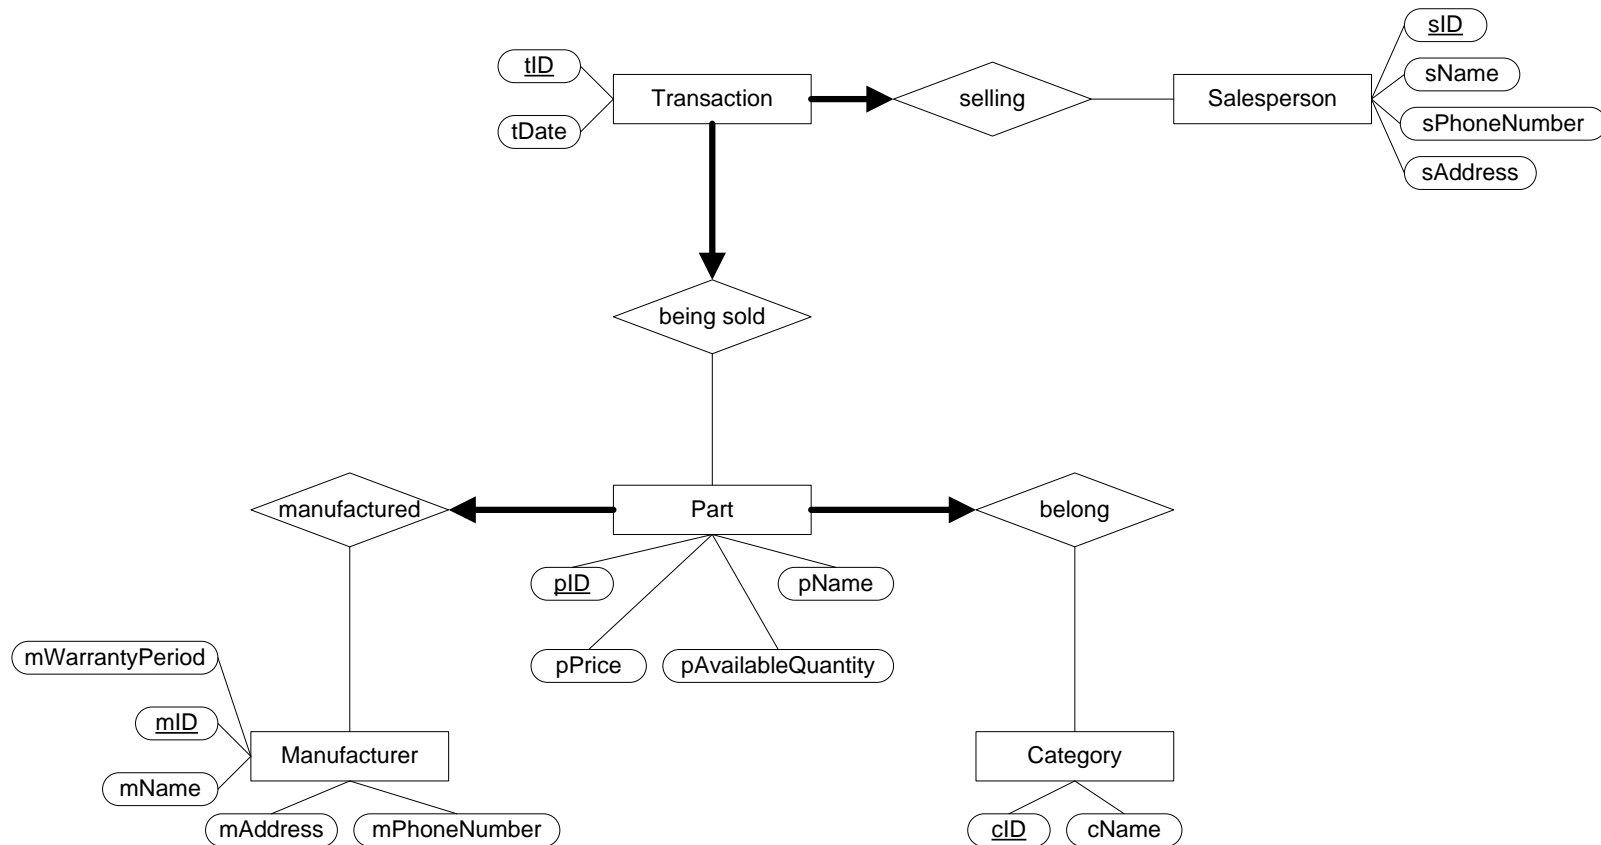 sID
tID
sName
Transaction
selling
Salesperson
tDate
sPhoneNumber
sAddress
being sold
manufactured
Part
belong
pID
pName
mWarrantyPeriod
pPrice
pAvailableQuantity
mID
Manufacturer
Category
mName
mAddress
mPhoneNumber
cID
cName